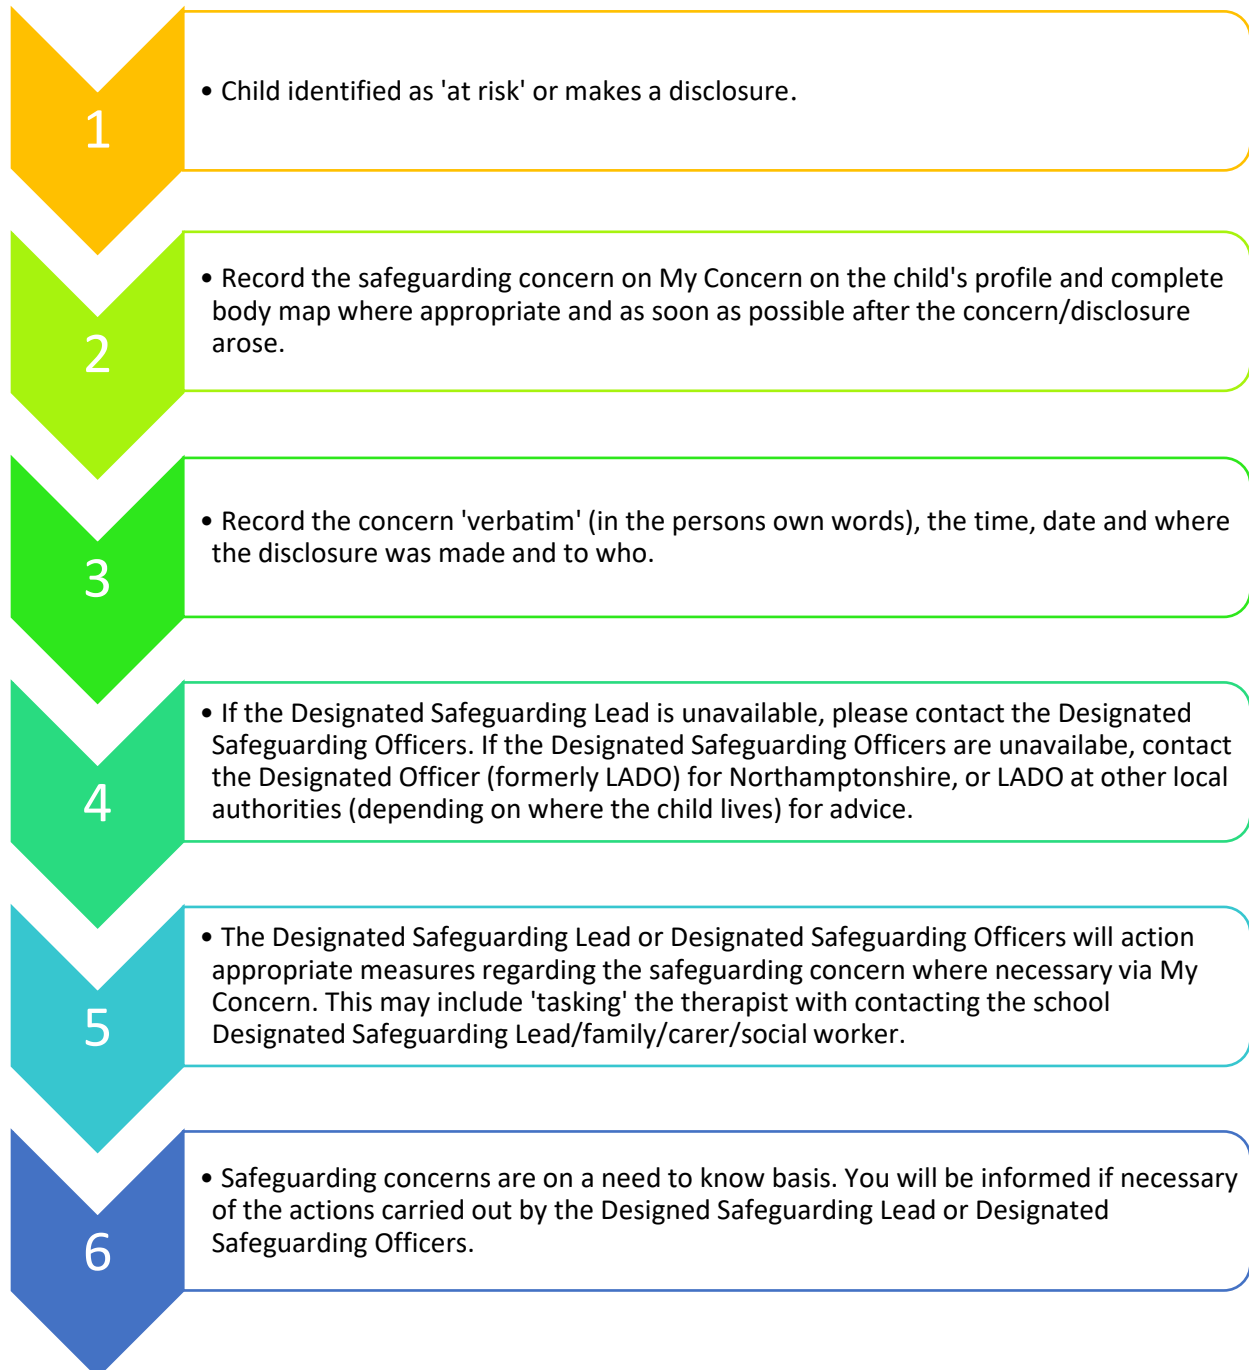 1
• Child identified as 'at risk' or makes a disclosure.
2
• Record the safeguarding concern on My Concern on the child's profile and complete
body map where appropriate and as soon as possible after the concern/disclosure
arose.
3
• Record the concern 'verbatim' (in the persons own words), the time, date and where
the disclosure was made and to who.
4
• If the Designated Safeguarding Lead is unavailable, please contact the Designated
Safeguarding Officers. If the Designated Safeguarding Officers are unavailabe, contact
the Designated Officer (formerly LADO) for Northamptonshire, or LADO at other local
authorities (depending on where the child lives) for advice.
5
• The Designated Safeguarding Lead or Designated Safeguarding Officers will action
appropriate measures regarding the safeguarding concern where necessary via My
Concern. This may include 'tasking' the therapist with contacting the school
Designated Safeguarding Lead/family/carer/social worker.
6
• Safeguarding concerns are on a need to know basis. You will be informed if necessary
of the actions carried out by the Designed Safeguarding Lead or Designated
Safeguarding Officers.